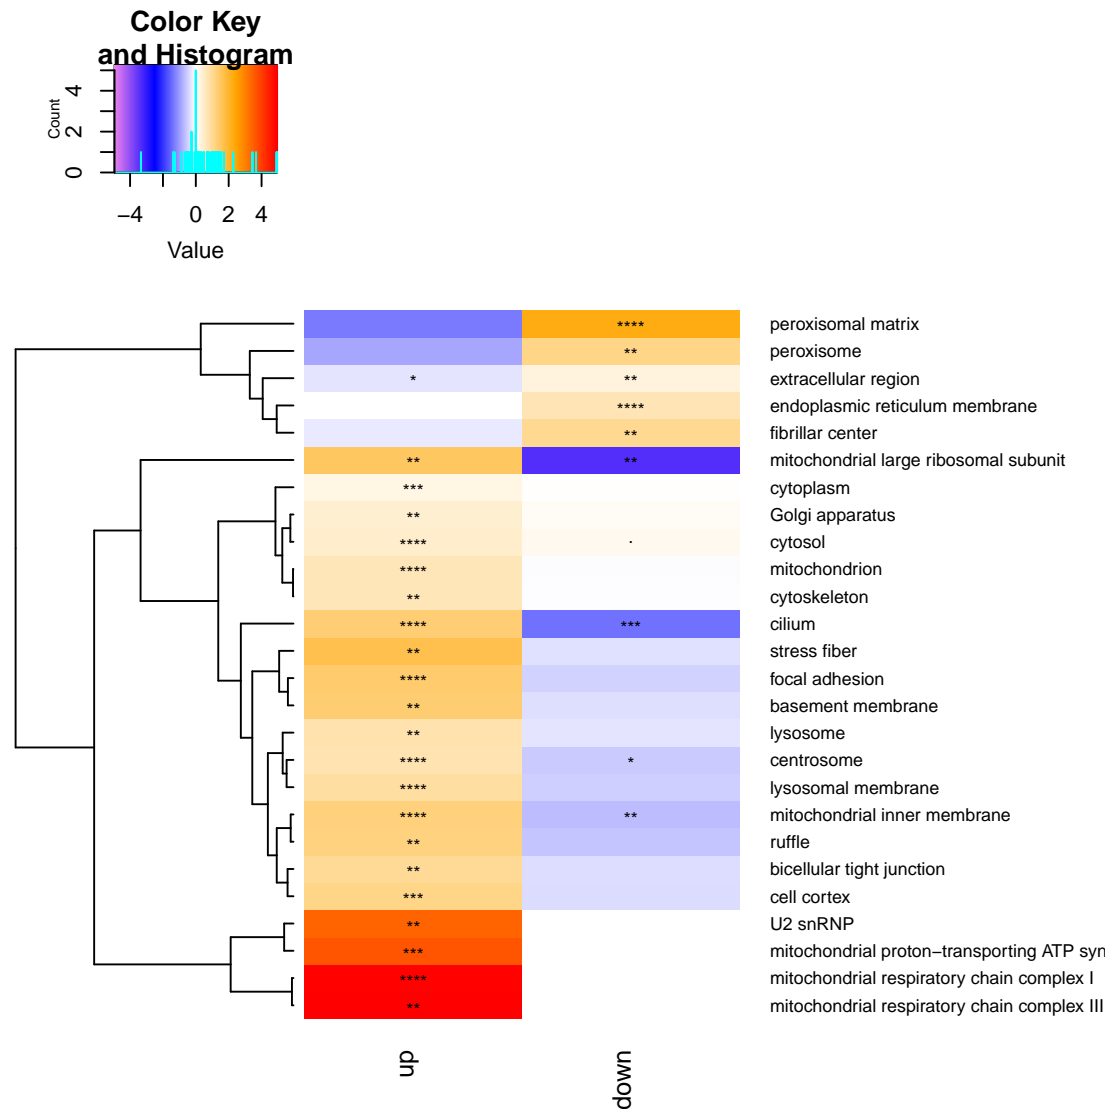 Color Key
and Histogram
Count
0 2 4
−4 0 2 4
Value
**** peroxisomal matrix
** peroxisome
* ** extracellular region
**** endoplasmic reticulum membrane
** fibrillar center
** ** mitochondrial large ribosomal subunit
*** cytoplasm
** Golgi apparatus
**** . cytosol
**** mitochondrion
** cytoskeleton
**** *** cilium
** stress fiber
**** focal adhesion
** basement membrane
** lysosome
**** * centrosome
**** lysosomal membrane
**** ** mitochondrial inner membrane
** ruffle
** bicellular tight junction
*** cell cortex
** U2 snRNP
*** mitochondrial proton−transporting ATP syn
**** mitochondrial respiratory chain complex I
** mitochondrial respiratory chain complex III
up down